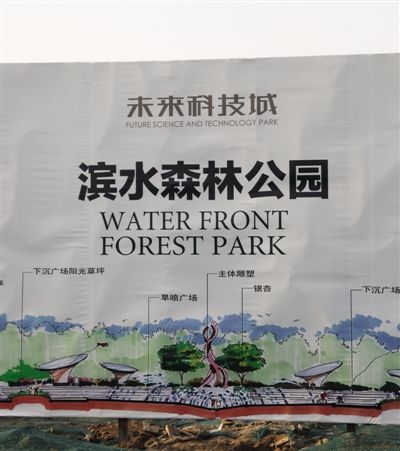 未来科技城
FUTURE SCIENCE AND TECHNOLOGY PARK
滨水森林公园
WATER FRONT
FOREST PARK
下沉广场阳光草坪
主体雕塑
旱喷广场
银杏
下沉广场